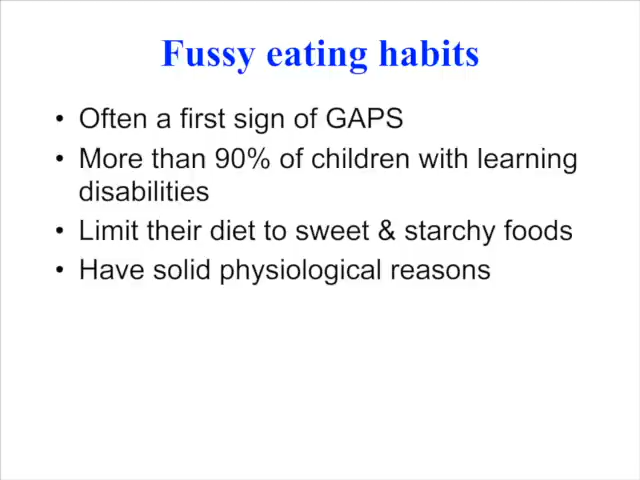 Fussy eating habits
• Often a first sign of GAPS
• More than 90% of children with learning
disabilities
• Limit their diet to sweet & starchy foods
• Have solid physiological reasons